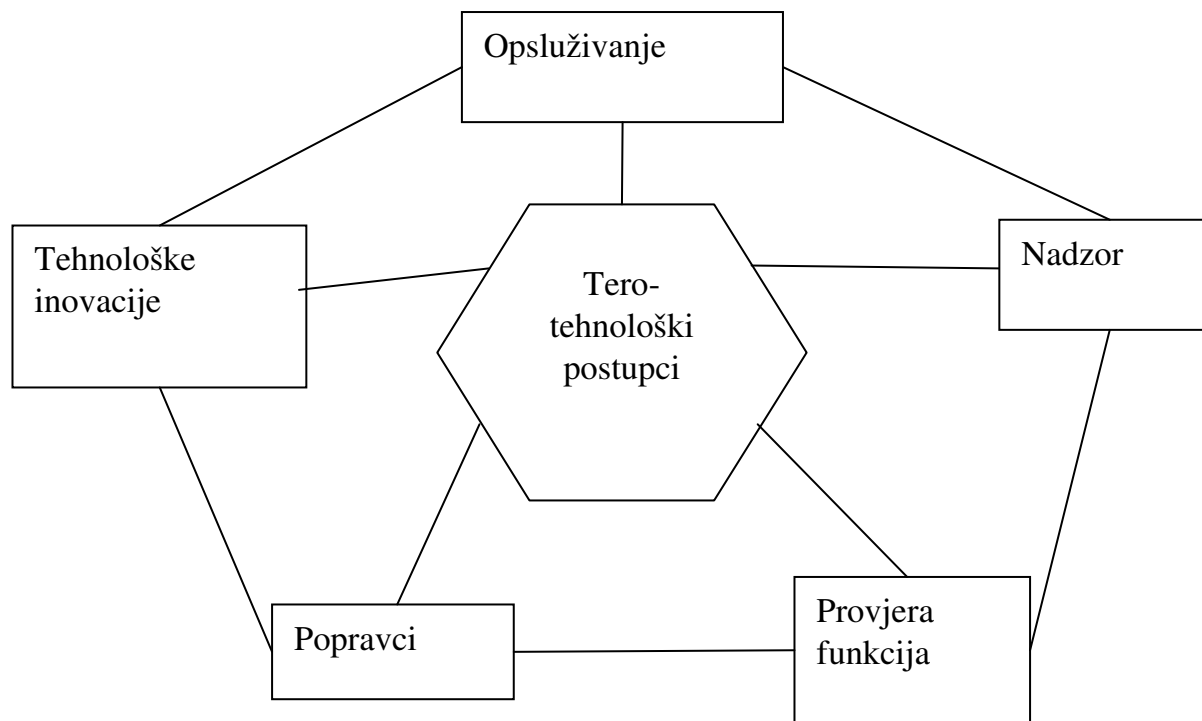 Opsluživanje
Tehnološke
inovacije
Tero-
tehnološki
postupci
Nadzor
Popravci
Provjera
funkcija